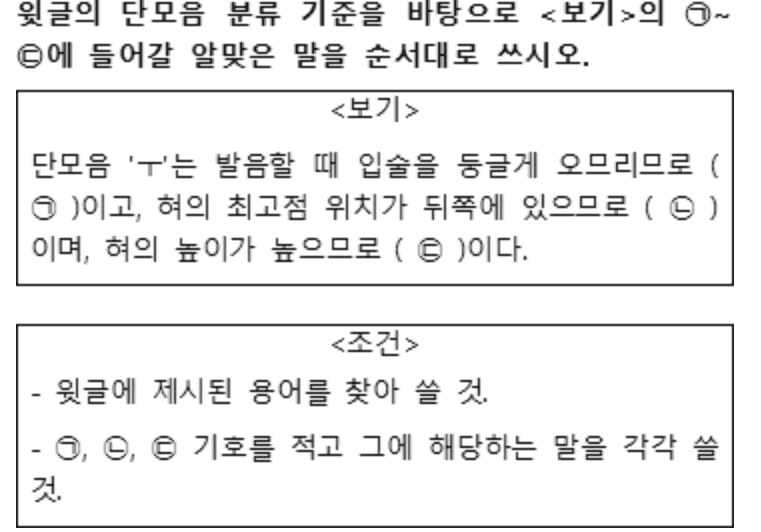 윗글의 단모음 분류 기준을 바탕으로 <보기>의 ㉠~
㉢에 들어갈 알맞은 말을 순서대로 쓰시오.
<보기>
단모음 'ㅜ'는 발음할 때 입술을 둥글게 오므리므로 (
㉠ )이고, 혀의 최고점 위치가 뒤쪽에 있으므로 ( ㉡ )
이며, 혀의 높이가 높으므로 ( ㉢ )이다.
<조건>
- 윗글에 제시된 용어를 찾아 쓸 것.
- ㉠, ㉡, ㉢ 기호를 적고 그에 해당하는 말을 각각 쓸
것.